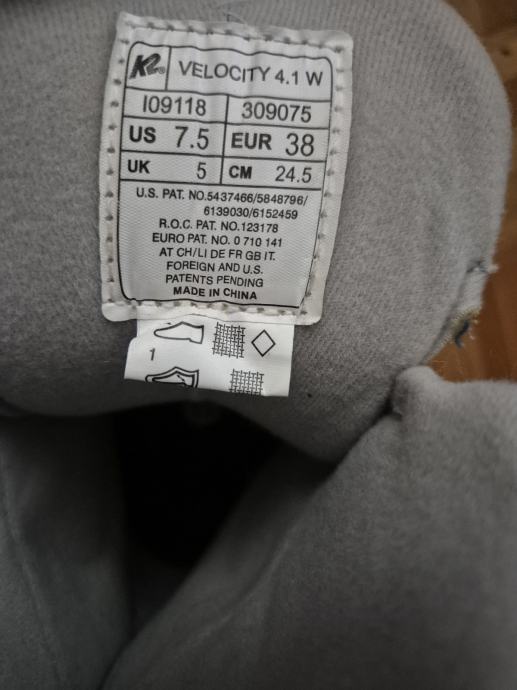 K2® VELOCITY 4.1 W
I09118 309075
US 7.5 EUR 38
UK 5 CM 24.5
U.S. PAT. NO.5437466/5848796/
6139030/6152459
R.O.C. PAT. NO.123178
EURO PAT. NO. 0 710 141
AT CH/LI DE FR GB IT.
FOREIGN AND U.S.
PATENTS PENDING
MADE IN CHINA
1